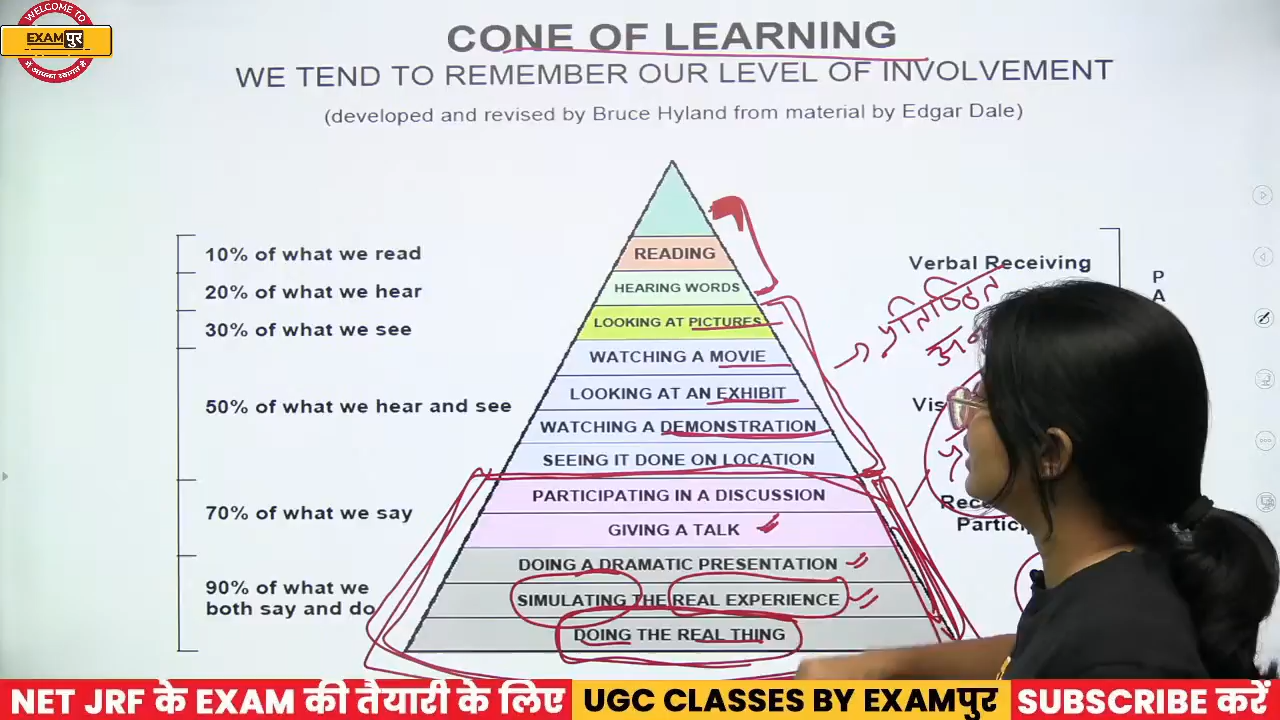 WELCOME TO
EXAMपुर
में आपका स्वागत है
CONE OF LEARNING
WE TEND TO REMEMBER OUR LEVEL OF INVOLVEMENT
(developed and revised by Bruce Hyland from material by Edgar Dale)
10% of what we read
20% of what we hear
30% of what we see
50% of what we hear and see
70% of what we say
90% of what we
both say and do
READING
HEARING WORDS
LOOKING AT PICTURES
WATCHING A MOVIE
LOOKING AT AN EXHIBIT
WATCHING A DEMONSTRATION
SEEING IT DONE ON LOCATION
PARTICIPATING IN A DISCUSSION
GIVING A TALK
DOING A DRAMATIC PRESENTATION
SIMULATING THE REAL EXPERIENCE
DOING THE REAL THING
Verbal Receiving
P
A
NET JRF के EXAM की तैयारी के लिए
UGC CLASSES BY EXAMपुर
SUBSCRIBE करें